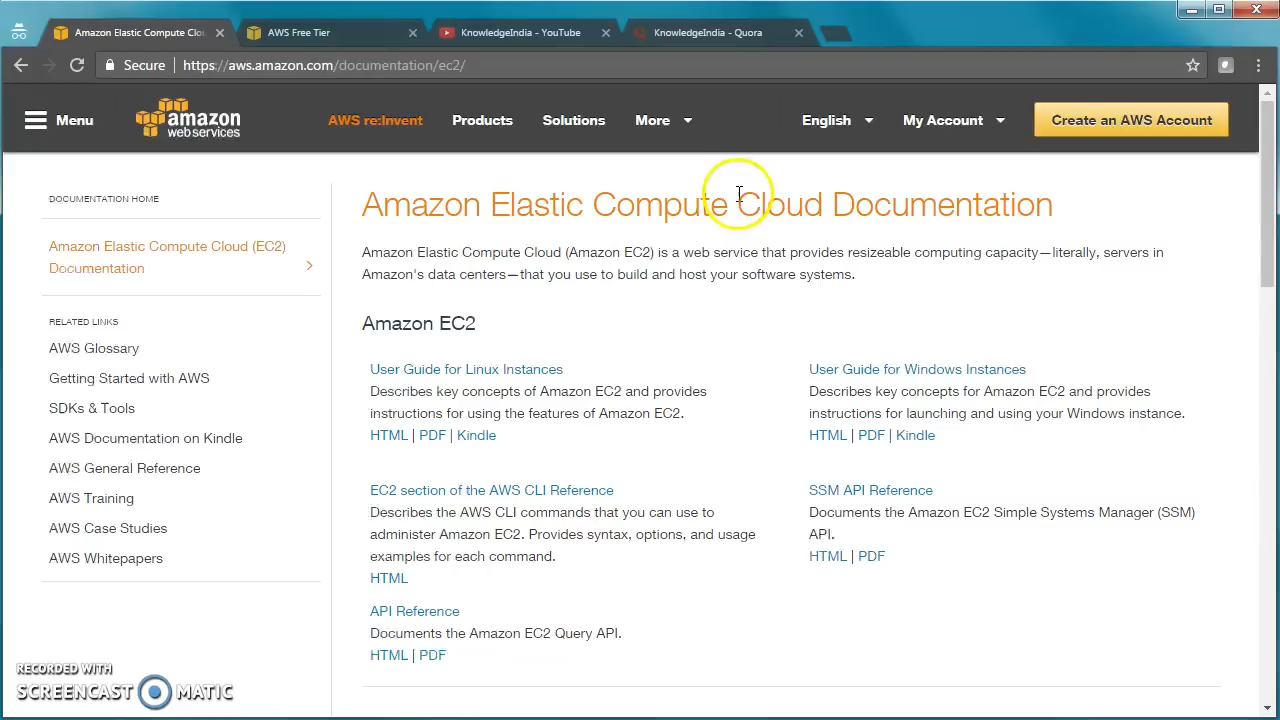 Amazon Elastic Compute Clou
AWS Free Tier
KnowledgeIndia - YouTube
KnowledgeIndia - Quora
Secure
https://aws.amazon.com/documentation/ec2/
Menu
amazon
web services
AWS re:Invent
Products
Solutions
More
English
My Account
Create an AWS Account
DOCUMENTATION HOME
Amazon Elastic Compute Cloud (EC2)
Documentation
RELATED LINKS
AWS Glossary
Getting Started with AWS
SDKs & Tools
AWS Documentation on Kindle
AWS General Reference
AWS Training
AWS Case Studies
AWS Whitepapers
Amazon Elastic Compute Cloud Documentation
Amazon Elastic Compute Cloud (Amazon EC2) is a web service that provides resizeable computing capacity—literally, servers in
Amazon's data centers—that you use to build and host your software systems.
Amazon EC2
User Guide for Linux Instances
Describes key concepts of Amazon EC2 and provides
instructions for using the features of Amazon EC2.
HTML | PDF | Kindle
User Guide for Windows Instances
Describes key concepts for Amazon EC2 and provides
instructions for launching and using your Windows instance.
HTML | PDF | Kindle
EC2 section of the AWS CLI Reference
Describes the AWS CLI commands that you can use to
administer Amazon EC2. Provides syntax, options, and usage
examples for each command.
HTML
SSM API Reference
Documents the Amazon EC2 Simple Systems Manager (SSM)
API.
HTML | PDF
API Reference
Documents the Amazon EC2 Query API.
HTML | PDF
RECORDED WITH
SCREENCAST MATIC